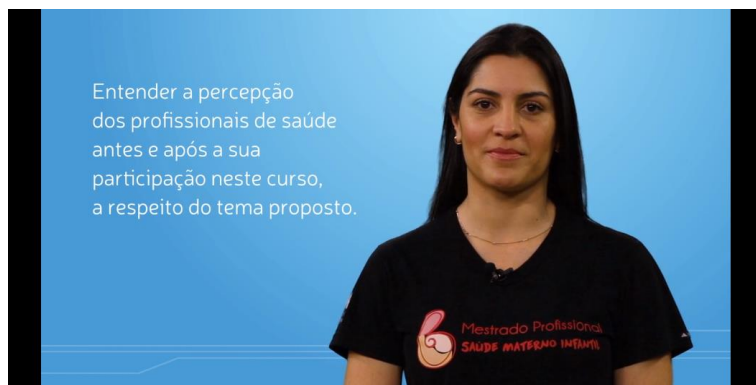 Entender a percepção
dos profissionais de saúde
antes e após a sua
participação neste curso,
a respeito do tema proposto.
Mestrado Profissional
SAÚDE MATERNO INFANTIL